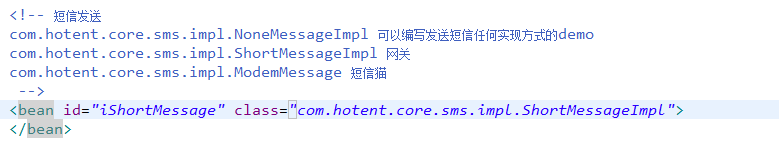 <!-- 短信发送
com.hotent.core.sms.impl.NoneMessageImpl 可以编写发送短信任何实现方式的demo
com.hotent.core.sms.impl.ShortMessageImpl 网关
com.hotent.core.sms.impl.ModemMessage 短信猫
-->
<bean id="iShortMessage" class="com.hotent.core.sms.impl.ShortMessageImpl">
</bean>